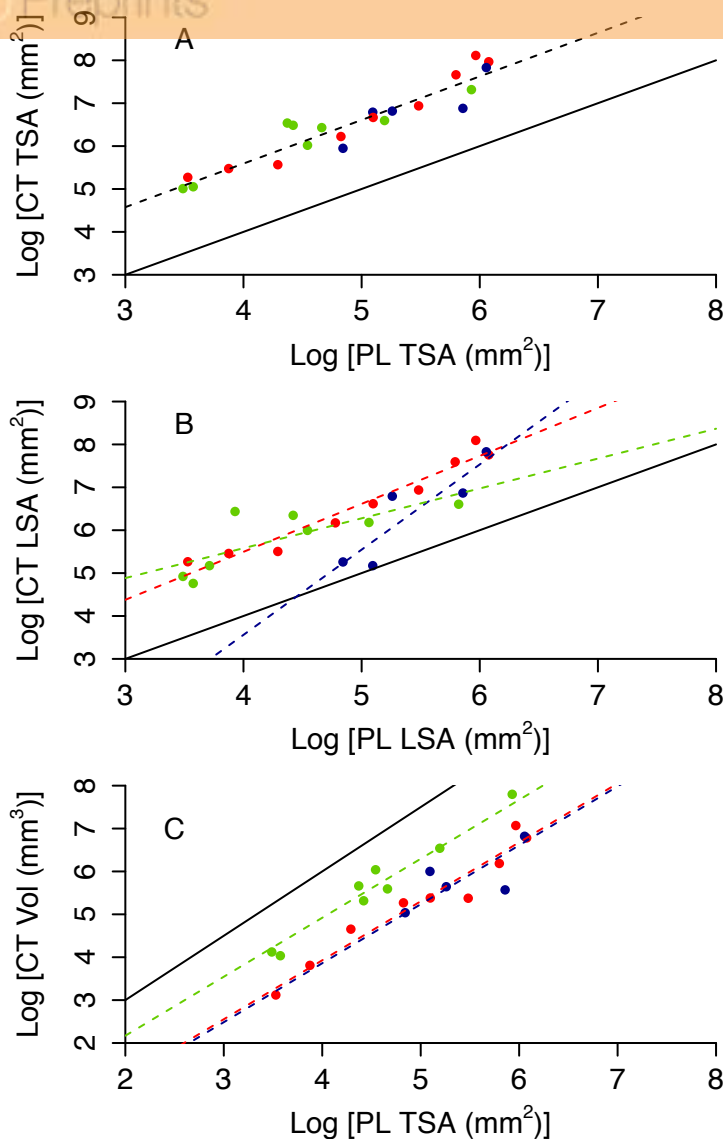 Preprints
9
A
8
7
6
5
4
3
Log [CT TSA (mm²)]
3 4 5 6 7 8
Log [PL TSA (mm²)]
9
B
8
7
6
5
4
3
Log [CT LSA (mm²)]
3 4 5 6 7 8
Log [PL LSA (mm²)]
8
C
7
6
5
4
3
2
Log [CT Vol (mm³)]
2 3 4 5 6 7 8
Log [PL TSA (mm²)]